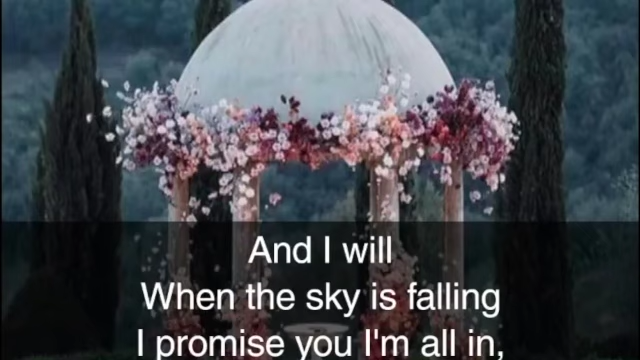 And I will
When the sky is falling
I promise you I'm all in,